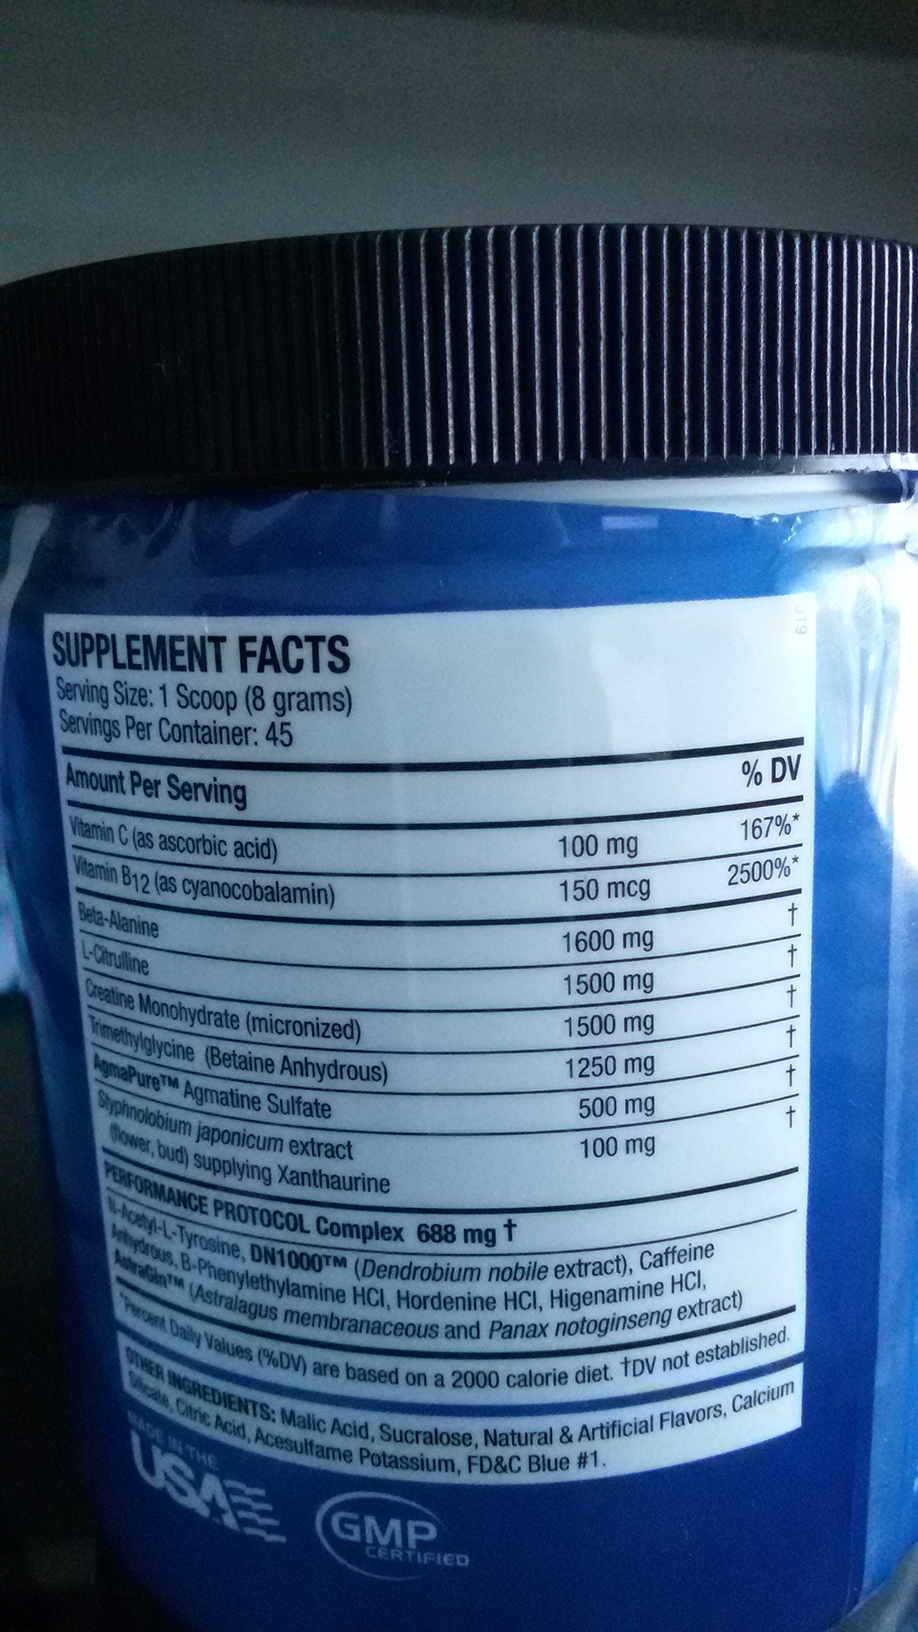 SUPPLEMENT FACTS
Serving Size: 1 Scoop (8 grams)
Servings Per Container: 45
Amount Per Serving % DV
Vitamin C (as ascorbic acid) 100 mg 167%*
Vitamin B12 (as cyanocobalamin) 150 mcg 2500%*
Beta-Alanine 1600 mg †
L-Citrulline 1500 mg †
Creatine Monohydrate (micronized) 1500 mg †
Trimethylglycine (Betaine Anhydrous) 1250 mg †
AgmaPure™ Agmatine Sulfate 500 mg †
Styphnolobium japonicum extract 100 mg †
(flower, bud) supplying Xanthaurine
PERFORMANCE PROTOCOL Complex 688 mg †
N-Acetyl-L-Tyrosine, DN1000™ (Dendrobium nobile extract), Caffeine
Anhydrous, B-Phenylethylamine HCI, Hordenine HCI, Higenamine HCI,
AstraGin™ (Astralagus membranaceous and Panax notoginseng extract)
*Percent Daily Values (%DV) are based on a 2000 calorie diet. †DV not established.
OTHER INGREDIENTS: Malic Acid, Sucralose, Natural & Artificial Flavors, Calcium
Silicate, Citric Acid, Acesulfame Potassium, FD&C Blue #1.
MADE IN THE
USA
GMP
CERTIFIED